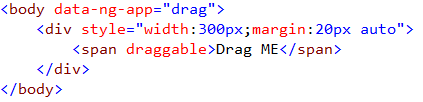 <body data-ng-app="drag">
    <div style="width:300px;margin:20px auto">
        <span draggable>Drag ME</span>
    </div>
</body>